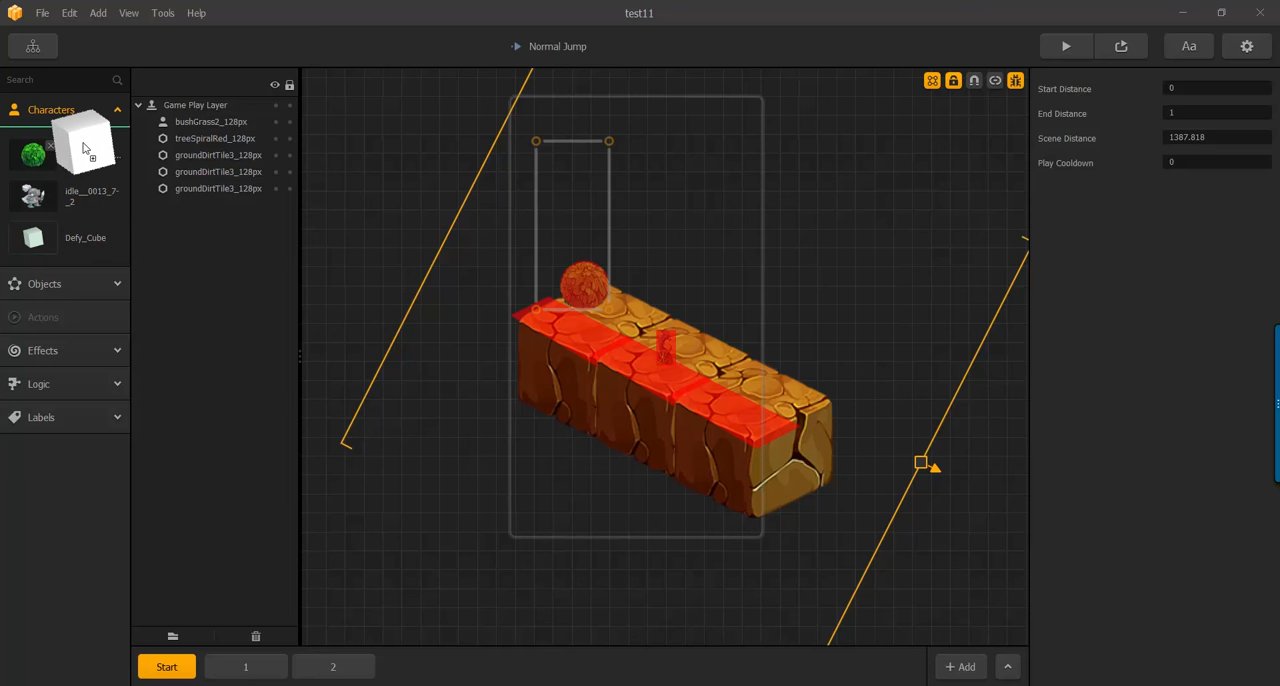 File Edit Add View Tools Help
test11
Normal Jump
Aa
Search
Characters
...
idle__0013_7-
_2
Defy_Cube
Objects
Actions
Effects
Logic
Labels
Game Play Layer
bushGrass2_128px
treeSpiralRed_128px
groundDirtTile3_128px
groundDirtTile3_128px
groundDirtTile3_128px
Start Distance 0
End Distance 1
Scene Distance 1387.818
Play Cooldown 0
Start 1 2
+ Add